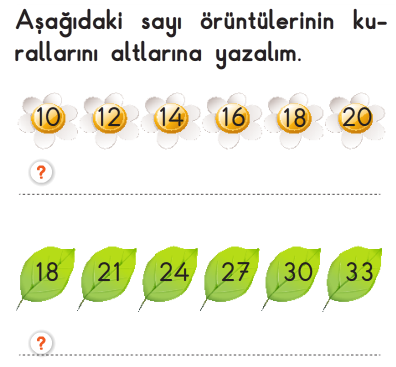 Aşağıdaki sayı örüntülerinin ku-
rallarını altlarına yazalım.
10 12 14 16 18 20
?
18 21 24 27 30 33
?